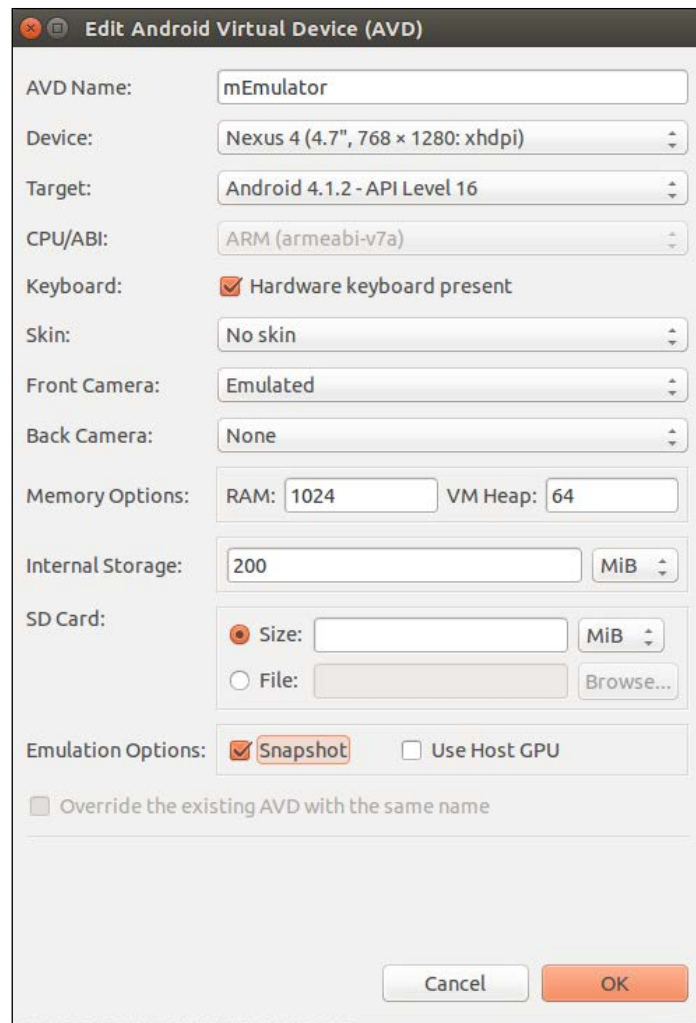 Edit Android Virtual Device (AVD)
AVD Name: mEmulator
Device: Nexus 4 (4.7", 768 × 1280: xhdpi)
Target: Android 4.1.2 - API Level 16
CPU/ABI: ARM (armeabi-v7a)
Keyboard: Hardware keyboard present
Skin: No skin
Front Camera: Emulated
Back Camera: None
Memory Options: RAM: 1024 VM Heap: 64
Internal Storage: 200 MiB
SD Card:
Size: MiB
File: Browse...
Emulation Options: Snapshot Use Host GPU
Override the existing AVD with the same name
Cancel OK